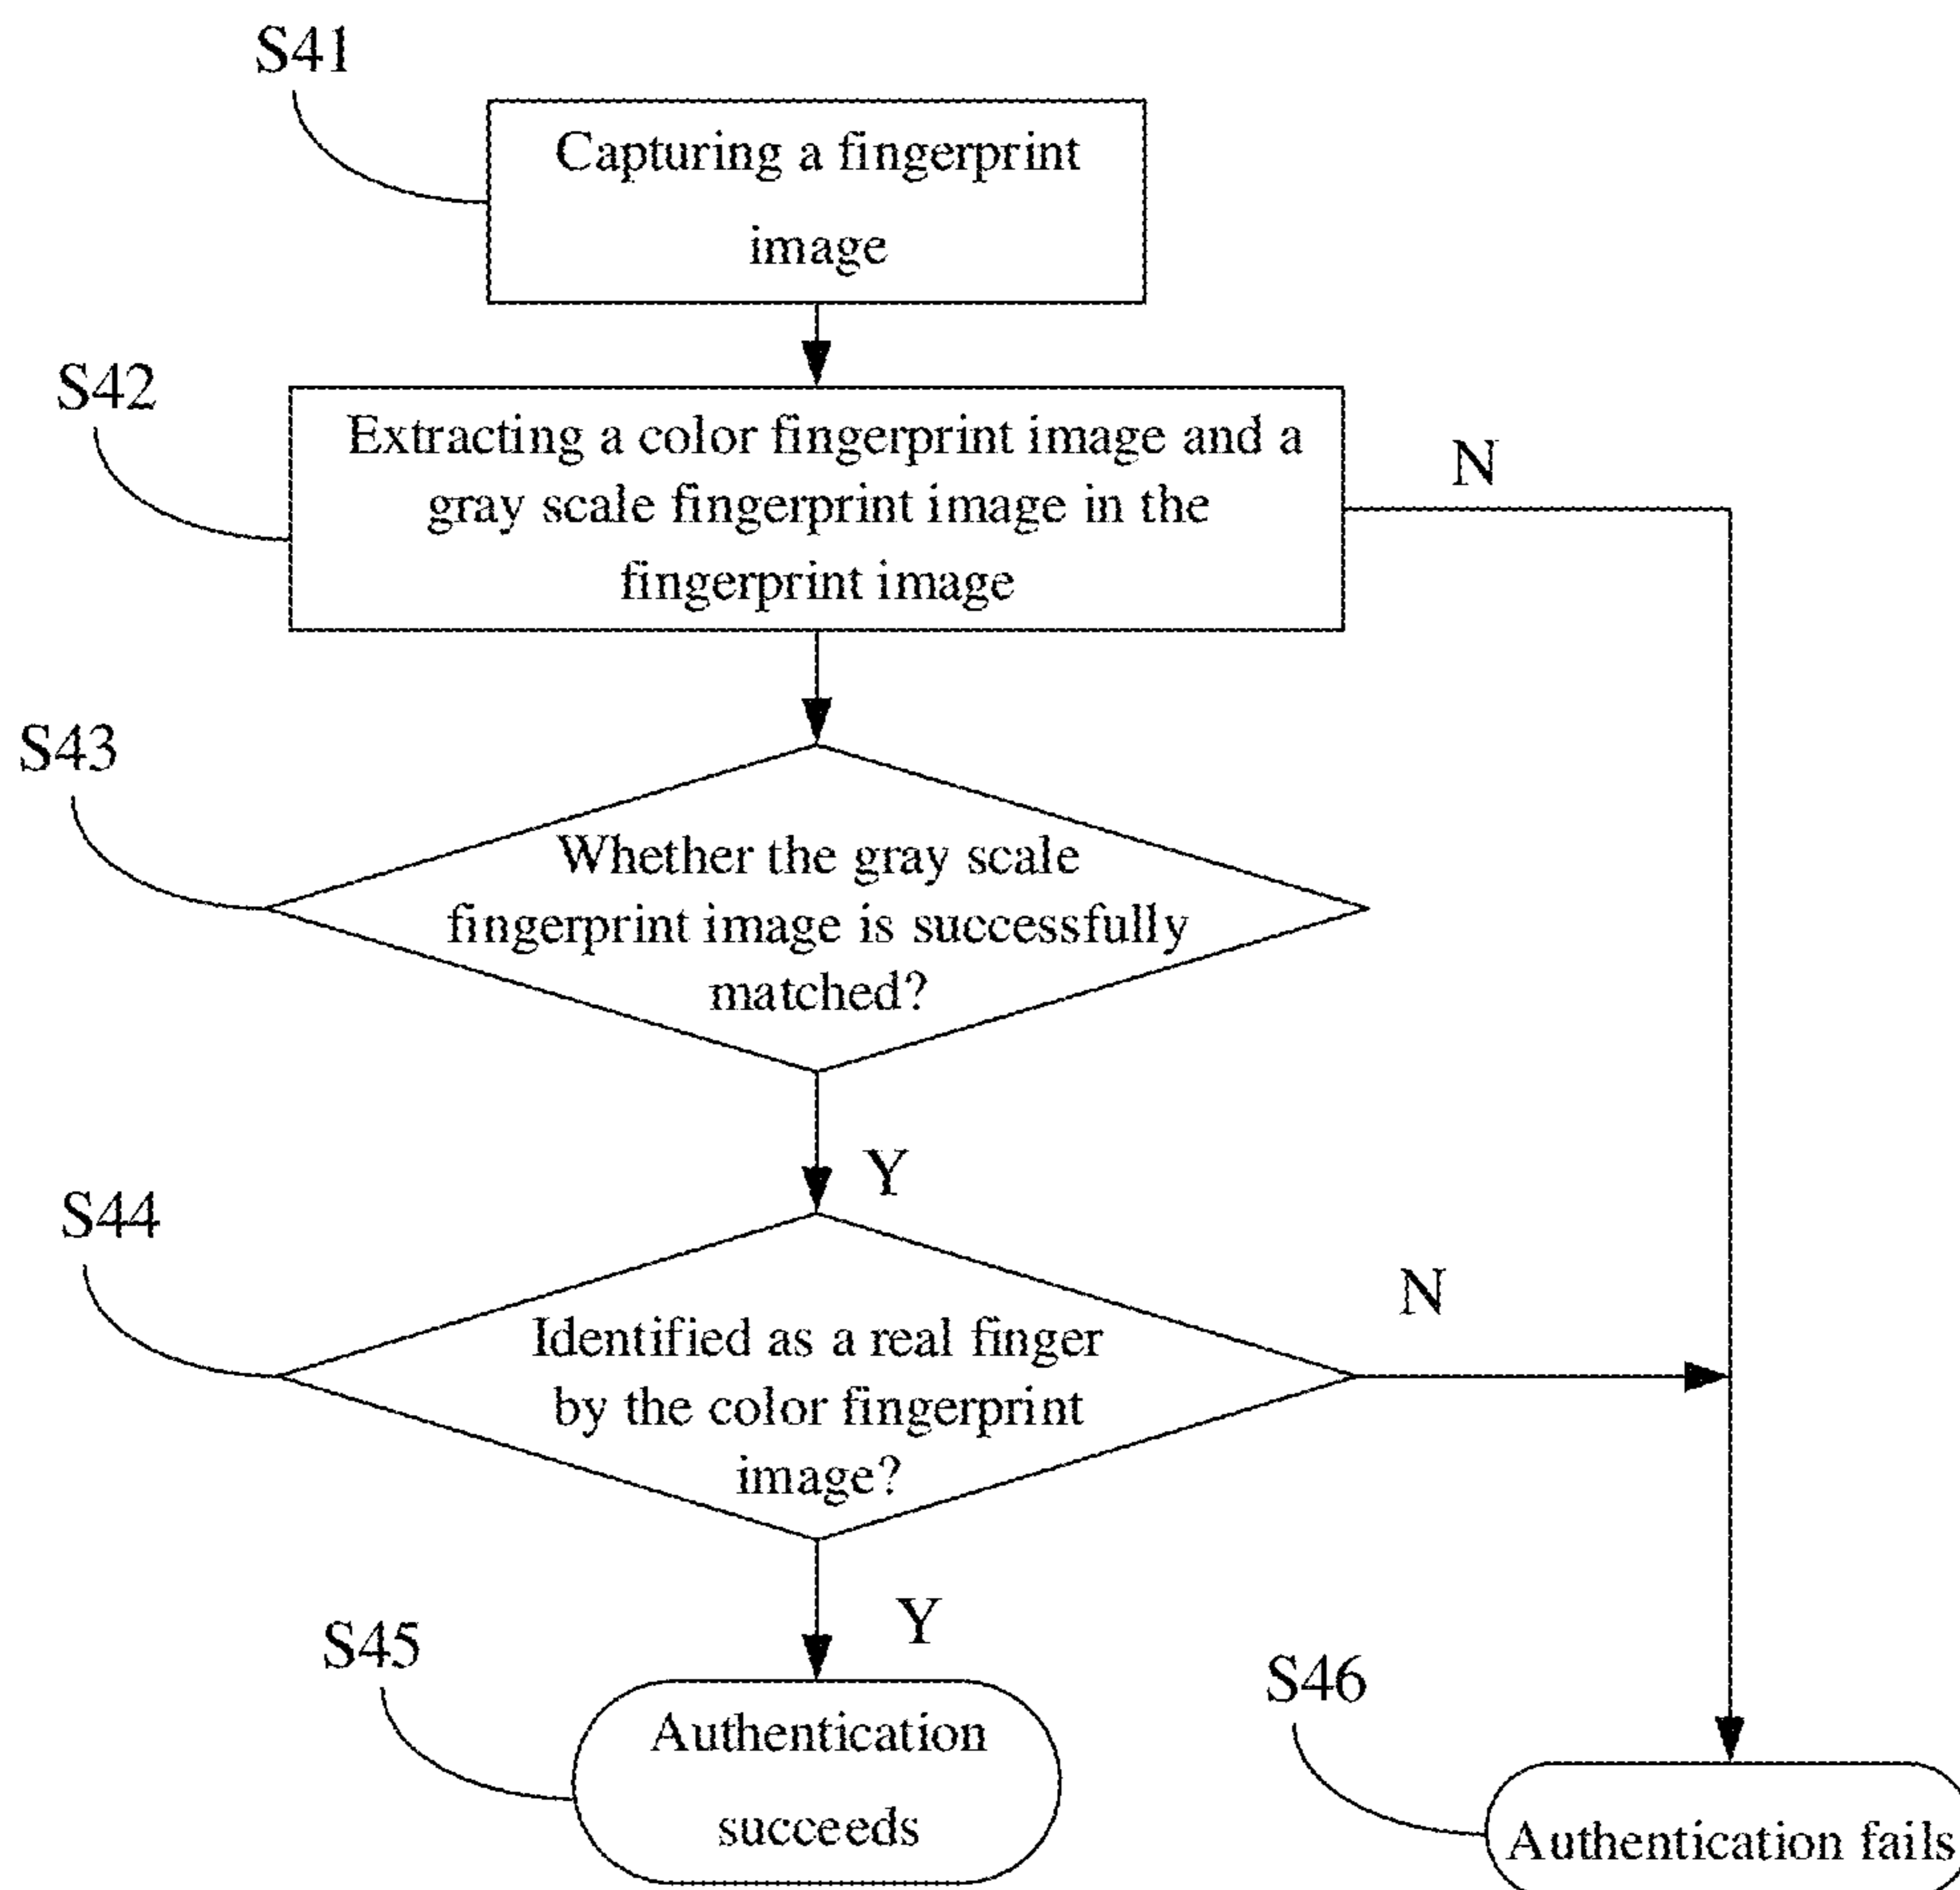 S41
Capturing a fingerprint
image
S42
Extracting a color fingerprint image and a
gray scale fingerprint image in the
fingerprint image
N
S43
Whether the gray scale
fingerprint image is successfully
matched?
Y
S44
Identified as a real finger
by the color fingerprint
image?
N
Y
S45
Authentication
succeeds
S46
Authentication fails